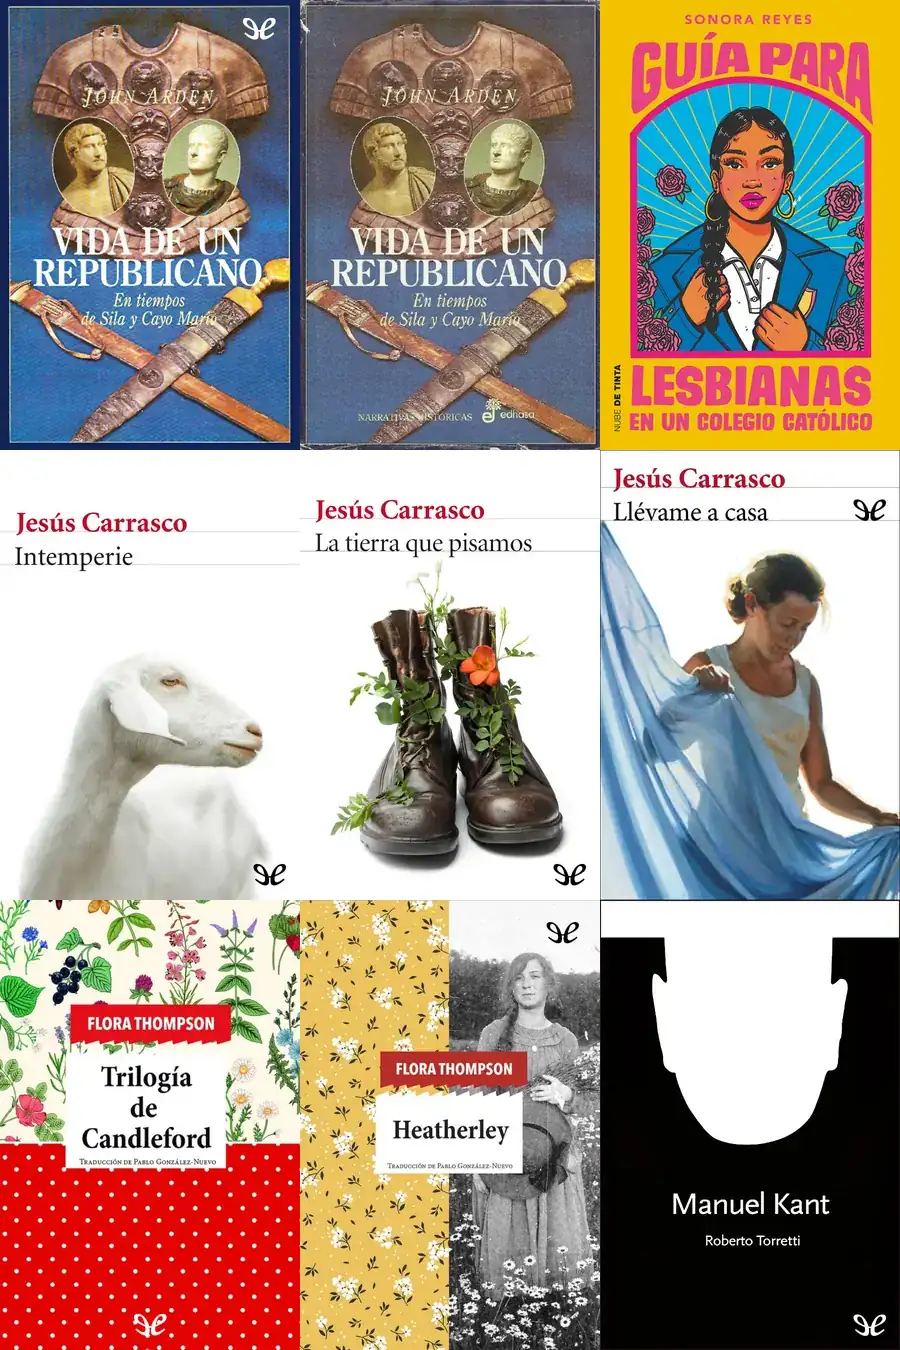 JOHN ARDEN
VIDA DE UN
REPUBLICANO
En tiempos
de Sila y Cayo Mario
JOHN ARDEN
VIDA DE UN
REPUBLICANO
En tiempos
de Sila y Cayo Mario
NARRATIVAS HISTÓRICAS
edhasa
SONORA REYES
GUÍA PARA
LESBIANAS
EN UN COLEGIO CATÓLICO
NUBE DE TINTA
Jesús Carrasco
Intemperie
Jesús Carrasco
La tierra que pisamos
Jesús Carrasco
Llévame a casa
FLORA THOMPSON
Trilogía
de
Candleford
TRADUCCIÓN DE PABLO GONZÁLEZ-NUEVO
FLORA THOMPSON
Heatherley
TRADUCCIÓN DE PABLO GONZÁLEZ-NUEVO
Manuel Kant
Roberto Torretti